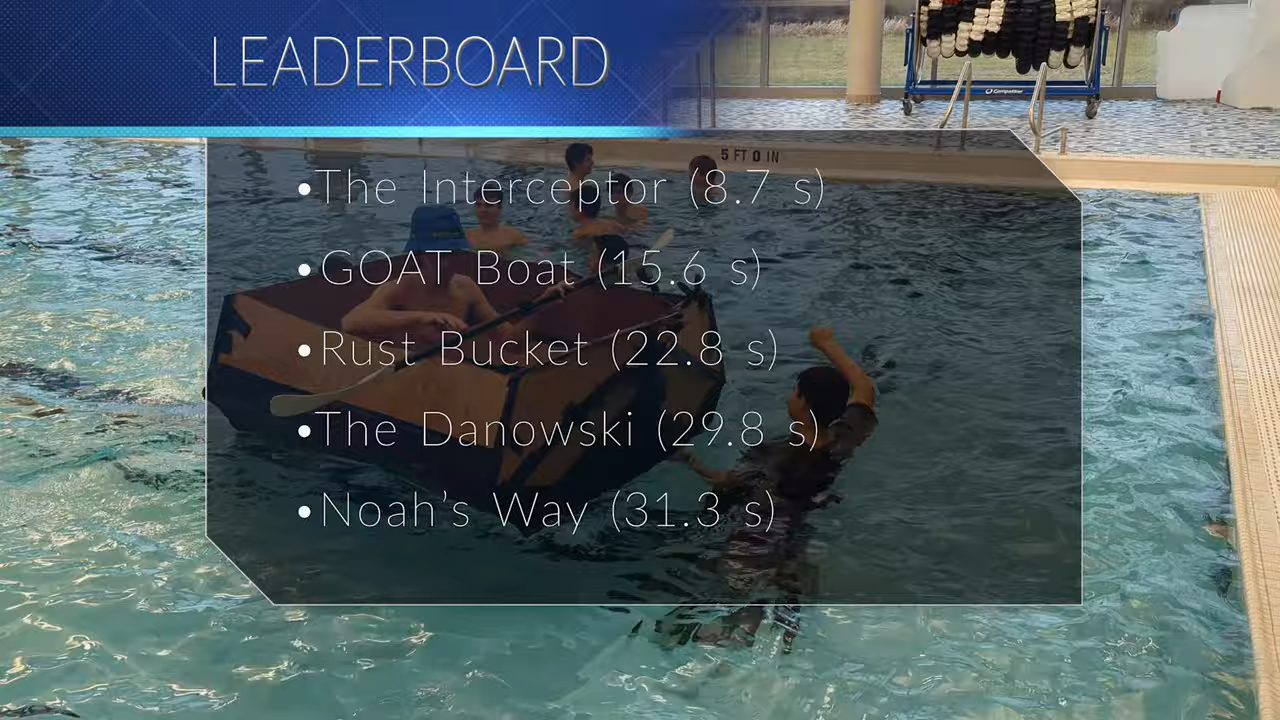 LEADERBOARD
5 FT 0 IN
•The Interceptor (8.7 s)
•GOAT Boat (15.6 s)
•Rust Bucket (22.8 s)
•The Danowski (29.8 s)
•Noah’s Way (31.3 s)